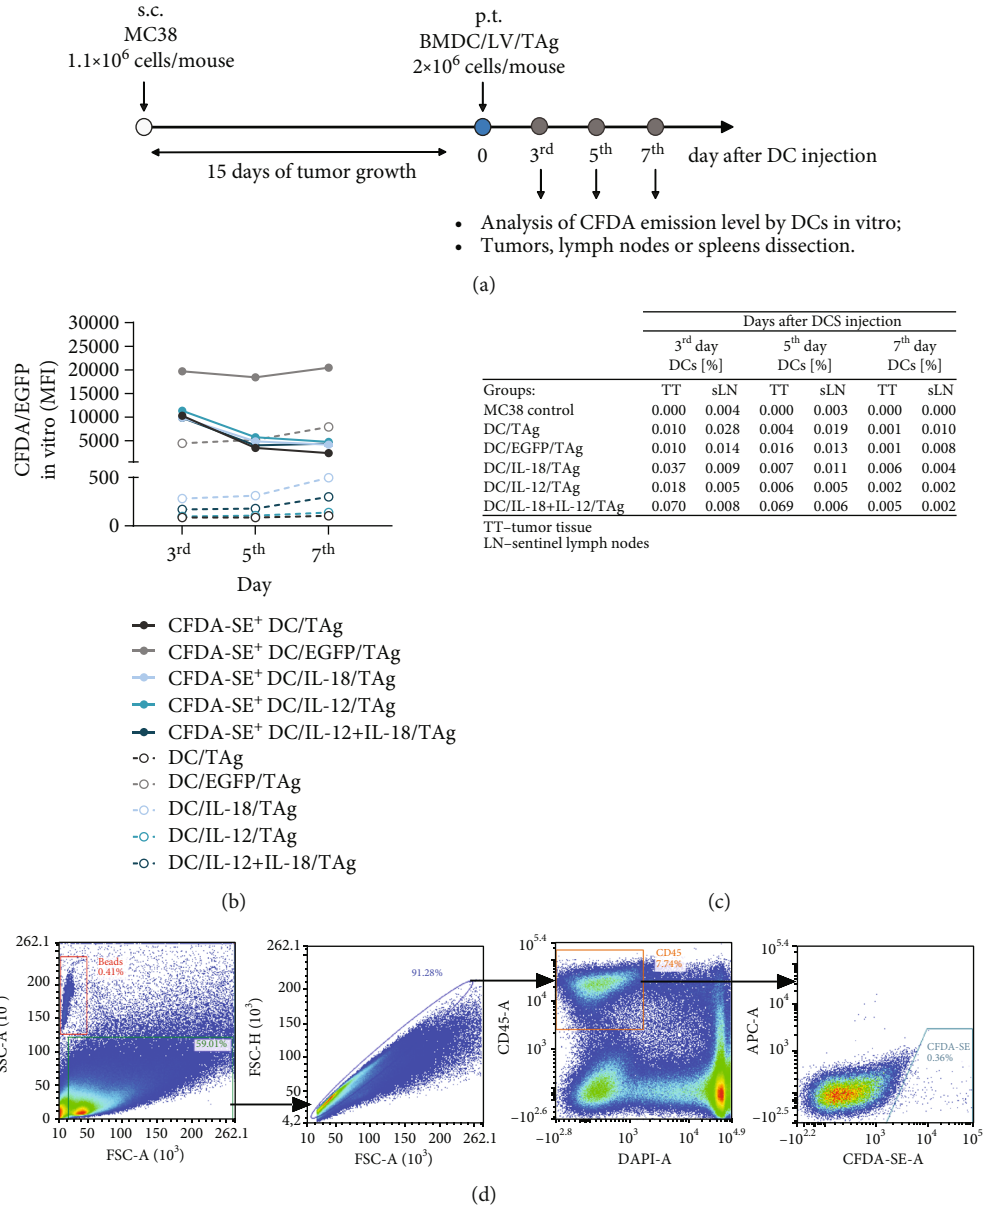 s.c.
MC38
1.1×10⁶ cells/mouse
p.t.
BMDC/LV/TAg
2×10⁶ cells/mouse
15 days of tumor growth
0 3ʳᵈ 5ᵗʰ 7ᵗʰ day after DC injection
• Analysis of CFDA emission level by DCs in vitro;
• Tumors, lymph nodes or spleens dissection.
(a)
CFDA/EGFP
in vitro (MFI)
30000
25000
20000
15000
10000
5000
500
0
3ʳᵈ 5ᵗʰ 7ᵗʰ
Day
CFDA-SE⁺ DC/TAg
CFDA-SE⁺ DC/EGFP/TAg
CFDA-SE⁺ DC/IL-18/TAg
CFDA-SE⁺ DC/IL-12/TAg
CFDA-SE⁺ DC/IL-12+IL-18/TAg
DC/TAg
DC/EGFP/TAg
DC/IL-18/TAg
DC/IL-12/TAg
DC/IL-12+IL-18/TAg
(b)
Days after DCS injection
3ʳᵈ day 5ᵗʰ day 7ᵗʰ day
DCs [%] DCs [%] DCs [%]
Groups: TT sLN TT sLN TT sLN
MC38 control 0.000 0.004 0.000 0.003 0.000 0.000
DC/TAg 0.010 0.028 0.004 0.019 0.001 0.010
DC/EGFP/TAg 0.010 0.014 0.016 0.013 0.001 0.008
DC/IL-18/TAg 0.037 0.009 0.007 0.011 0.006 0.004
DC/IL-12/TAg 0.018 0.005 0.006 0.005 0.002 0.002
DC/IL-18+IL-12/TAg 0.070 0.008 0.069 0.006 0.005 0.002
TT–tumor tissue
LN–sentinel lymph nodes
(c)
SSC-A (10³)
262.1
200
150
100
50
0
Beads
0.41%
59.01%
10 50 100 150 200 262.1
FSC-A (10³)
FSC-H (10³)
262.1
200
150
100
50
4,2
91.28%
10 50 100 150 200 262.1
FSC-A (10³)
CD45-A
10⁵·⁴
10⁴
10³
−10²·⁶
CD45
7.74%
−10²·⁸ 10³ 10⁴ 10⁴·⁹
DAPI-A
APC-A
10⁵·⁴
10⁴
10³
−10²·⁵
CFDA-SE
0.36%
−10²·² 10³ 10⁴ 10⁵
CFDA-SE-A
(d)